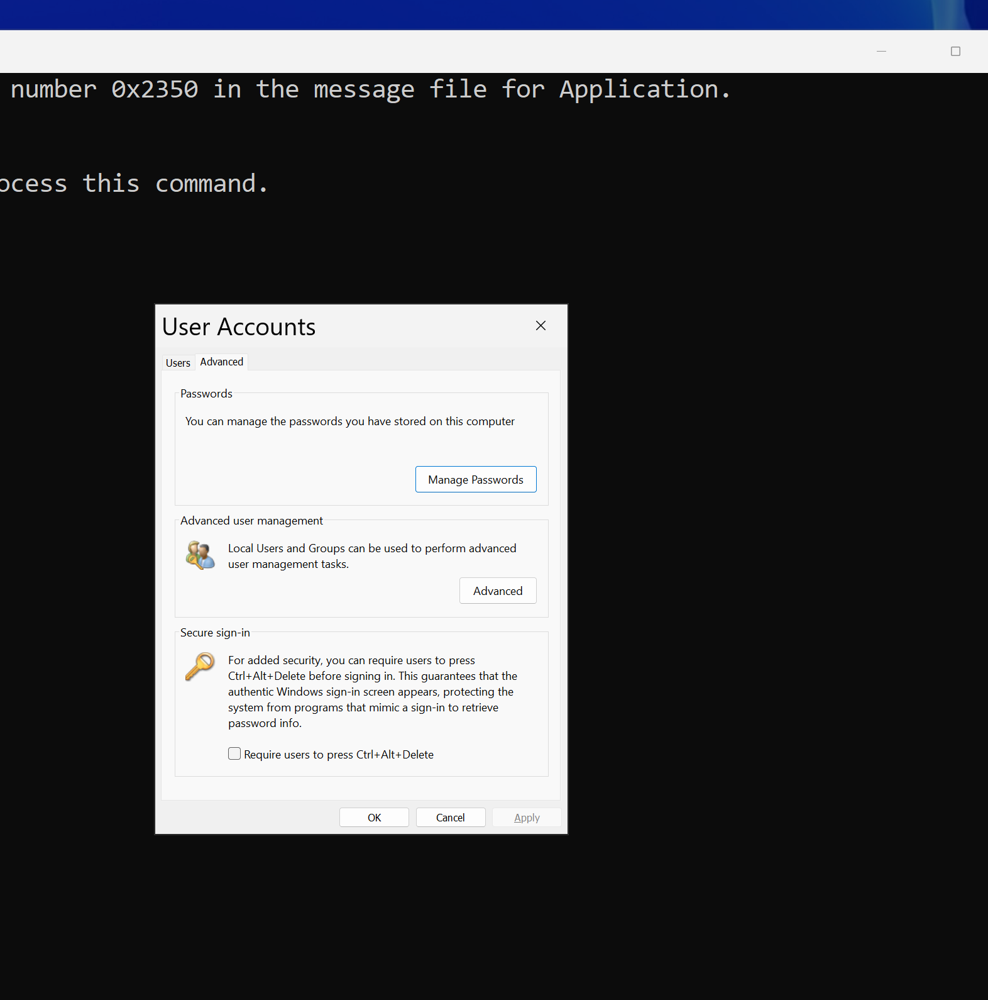 number 0x2350 in the message file for Application.
ocess this command.
User Accounts
Users
Advanced
Passwords
You can manage the passwords you have stored on this computer
Manage Passwords
Advanced user management
Local Users and Groups can be used to perform advanced
user management tasks.
Advanced
Secure sign-in
For added security, you can require users to press
Ctrl+Alt+Delete before signing in. This guarantees that the
authentic Windows sign-in screen appears, protecting the
system from programs that mimic a sign-in to retrieve
password info.
Require users to press Ctrl+Alt+Delete
OK
Cancel
Apply